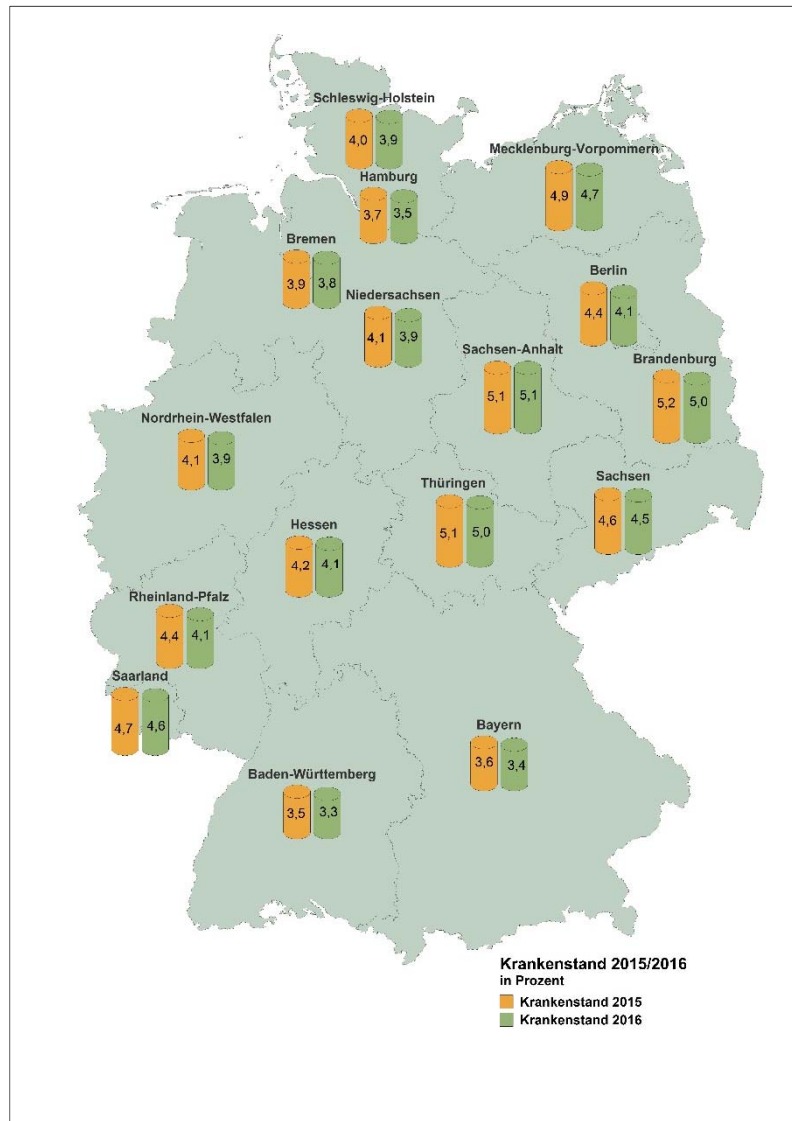 Schleswig-Holstein
4,0 3,9
Mecklenburg-Vorpommern
4,9 4,7
Hamburg
3,7 3,5
Bremen
3,9 3,8
Berlin
4,4 4,1
Niedersachsen
4,1 3,9
Sachsen-Anhalt
5,1 5,1
Brandenburg
5,2 5,0
Nordrhein-Westfalen
4,1 3,9
Thüringen
5,1 5,0
Sachsen
4,6 4,5
Hessen
4,2 4,1
Rheinland-Pfalz
4,4 4,1
Saarland
4,7 4,6
Bayern
3,6 3,4
Baden-Württemberg
3,5 3,3
Krankenstand 2015/2016
in Prozent
Krankenstand 2015
Krankenstand 2016